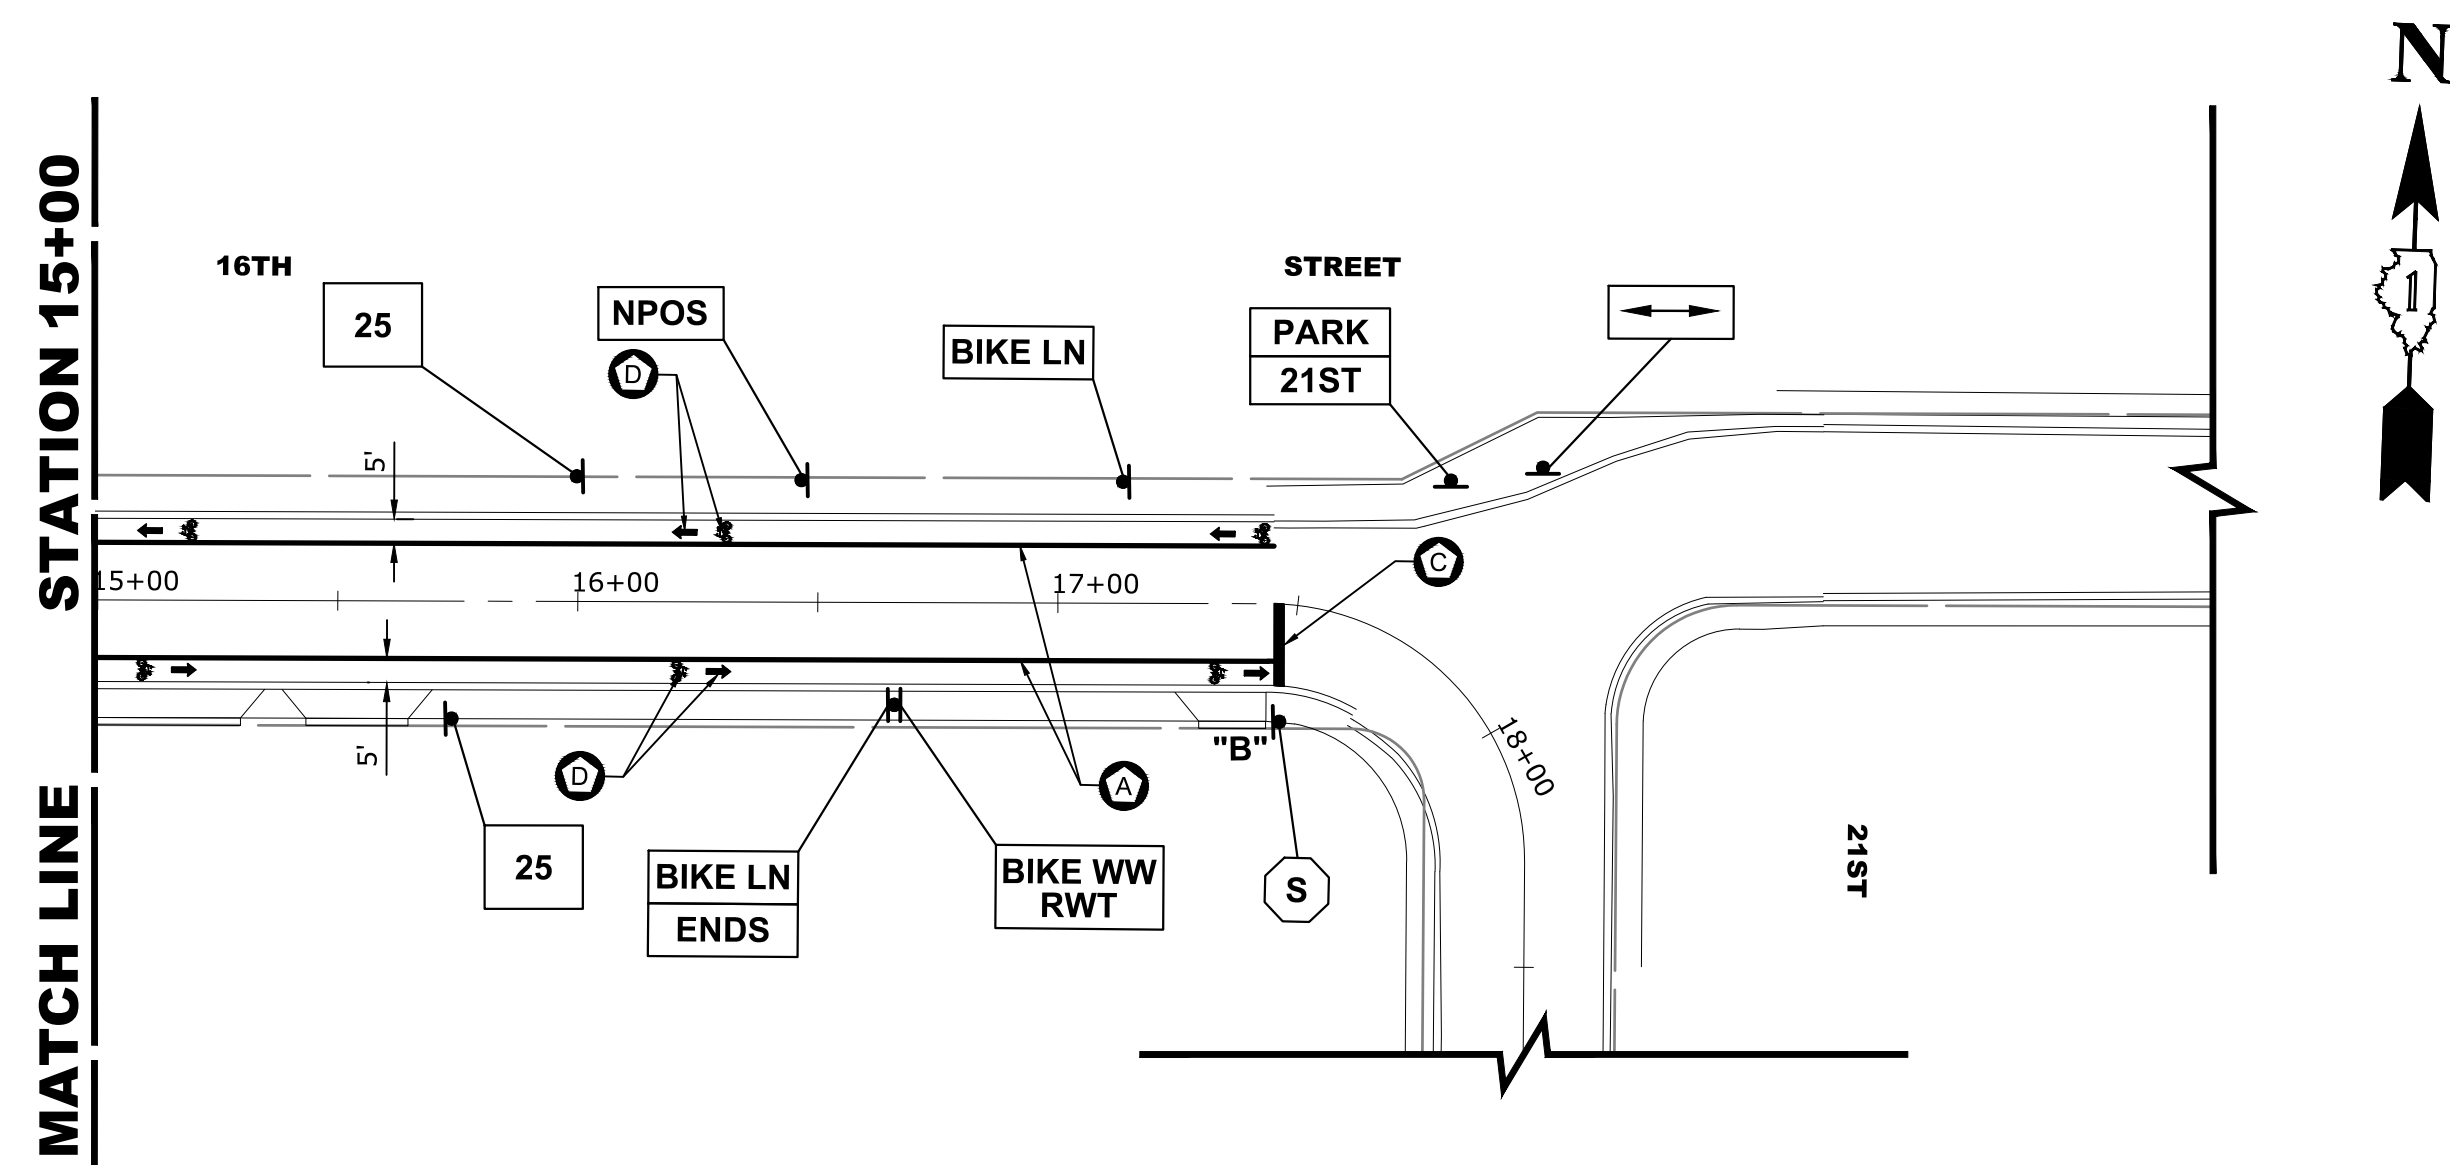 N
1
STATION 15+00
MATCH LINE
16TH
STREET
25
NPOS
D
BIKE LN
PARK
21ST
5'
15+00
16+00
17+00
C
18+00
5'
"B"
D
A
25
BIKE LN
ENDS
BIKE WW
RWT
S
21ST